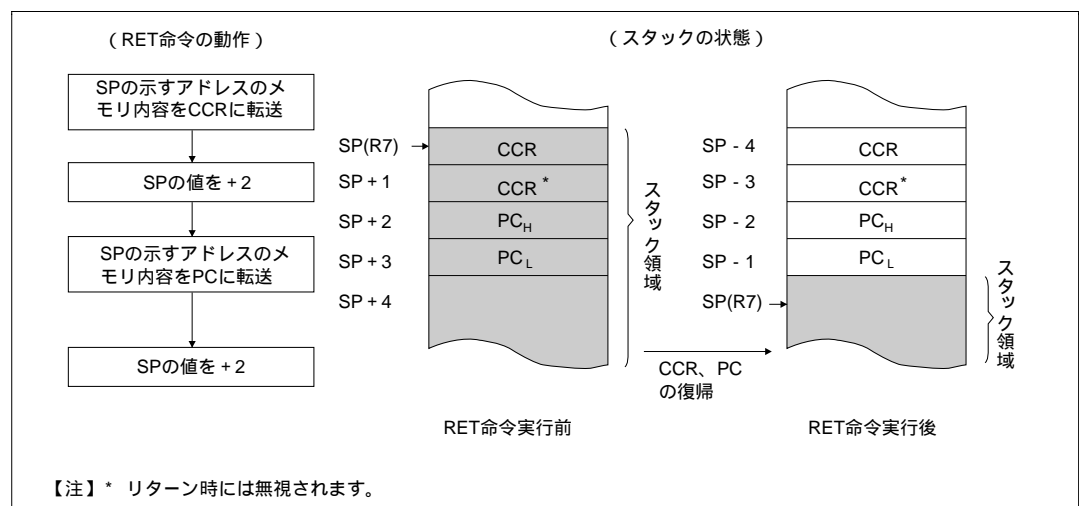 （RET命令の動作）
（スタックの状態）
SPの示すアドレスのメ
モリ内容をCCRに転送
SPの値を＋2
SPの示すアドレスのメ
モリ内容をPCに転送
SPの値を＋2
SP(R7)
SP + 1
SP + 2
SP + 3
SP + 4
CCR
CCR*
PCH
PCL
スタック領域
RET命令実行前
CCR、PC
の復帰
SP - 4
SP - 3
SP - 2
SP - 1
SP(R7)
CCR
CCR*
PCH
PCL
スタック領域
RET命令実行後
【注】* リターン時には無視されます。